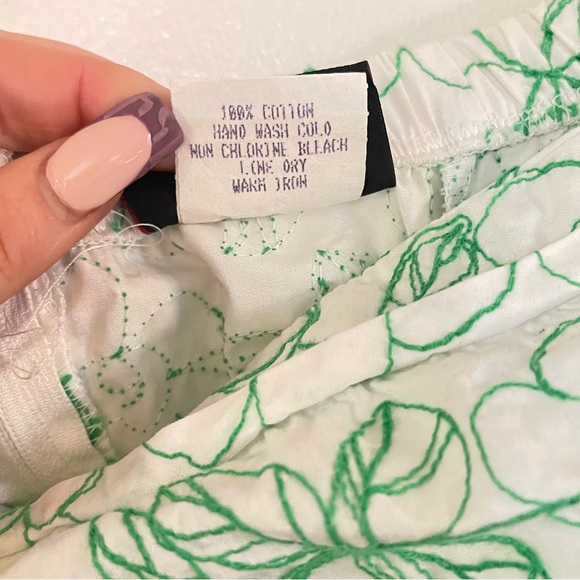 100% COTTON
HAND WASH COLD
NON CHLORINE BLEACH
LINE DRY
WARM IRON